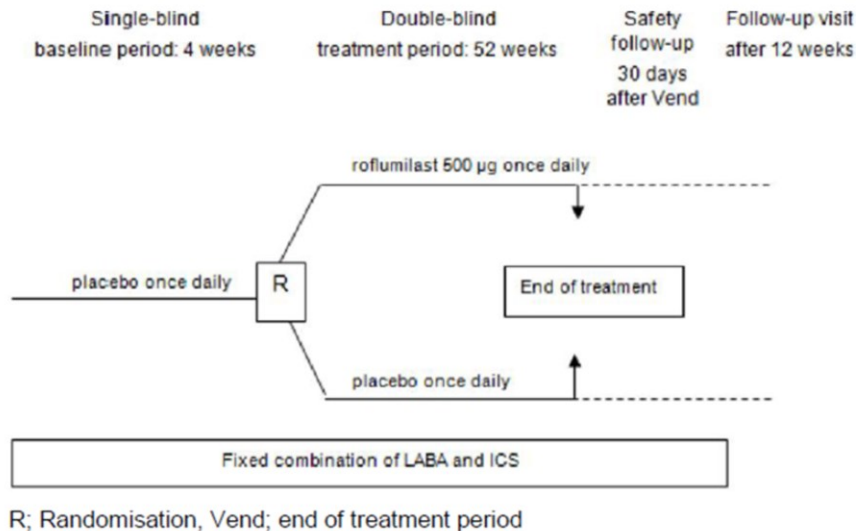 Single-blind
baseline period: 4 weeks
Double-blind
treatment period: 52 weeks
Safety
follow-up
30 days
after Vend
Follow-up visit
after 12 weeks
roflumilast 500 µg once daily
placebo once daily
R
End of treatment
placebo once daily
Fixed combination of LABA and ICS
R; Randomisation, Vend; end of treatment period